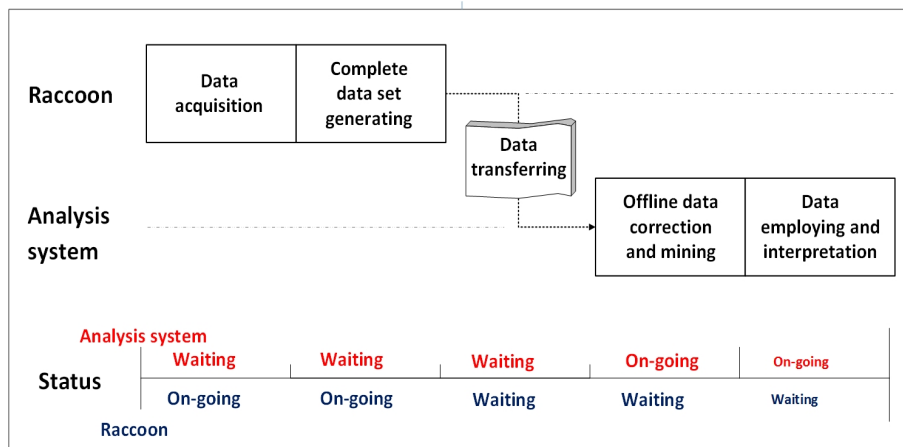 Raccoon
Data
acquisition
Complete
data set
generating
Data
transferring
Analysis
system
Offline data
correction
and mining
Data
employing and
interpretation
Analysis system
Waiting Waiting Waiting On-going On-going
Status
On-going On-going Waiting Waiting Waiting
Raccoon